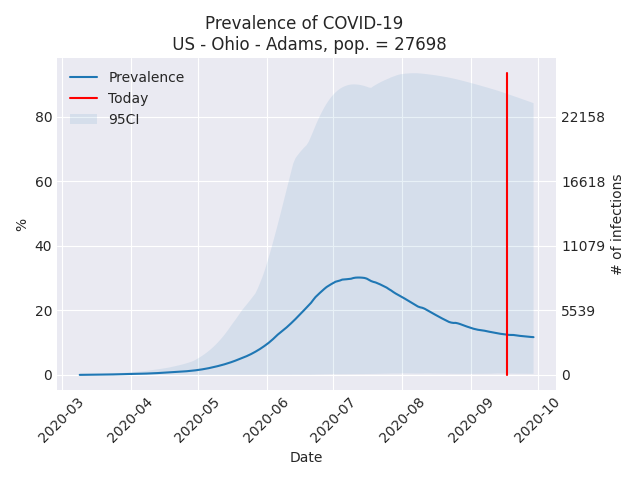 Prevalence of COVID-19
US - Ohio - Adams, pop. = 27698
Prevalence
Today
95CI
80
60
40
20
0
%
22158
16618
11079
5539
0
# of infections
2020-03
2020-04
2020-05
2020-06
2020-07
2020-08
2020-09
2020-10
Date